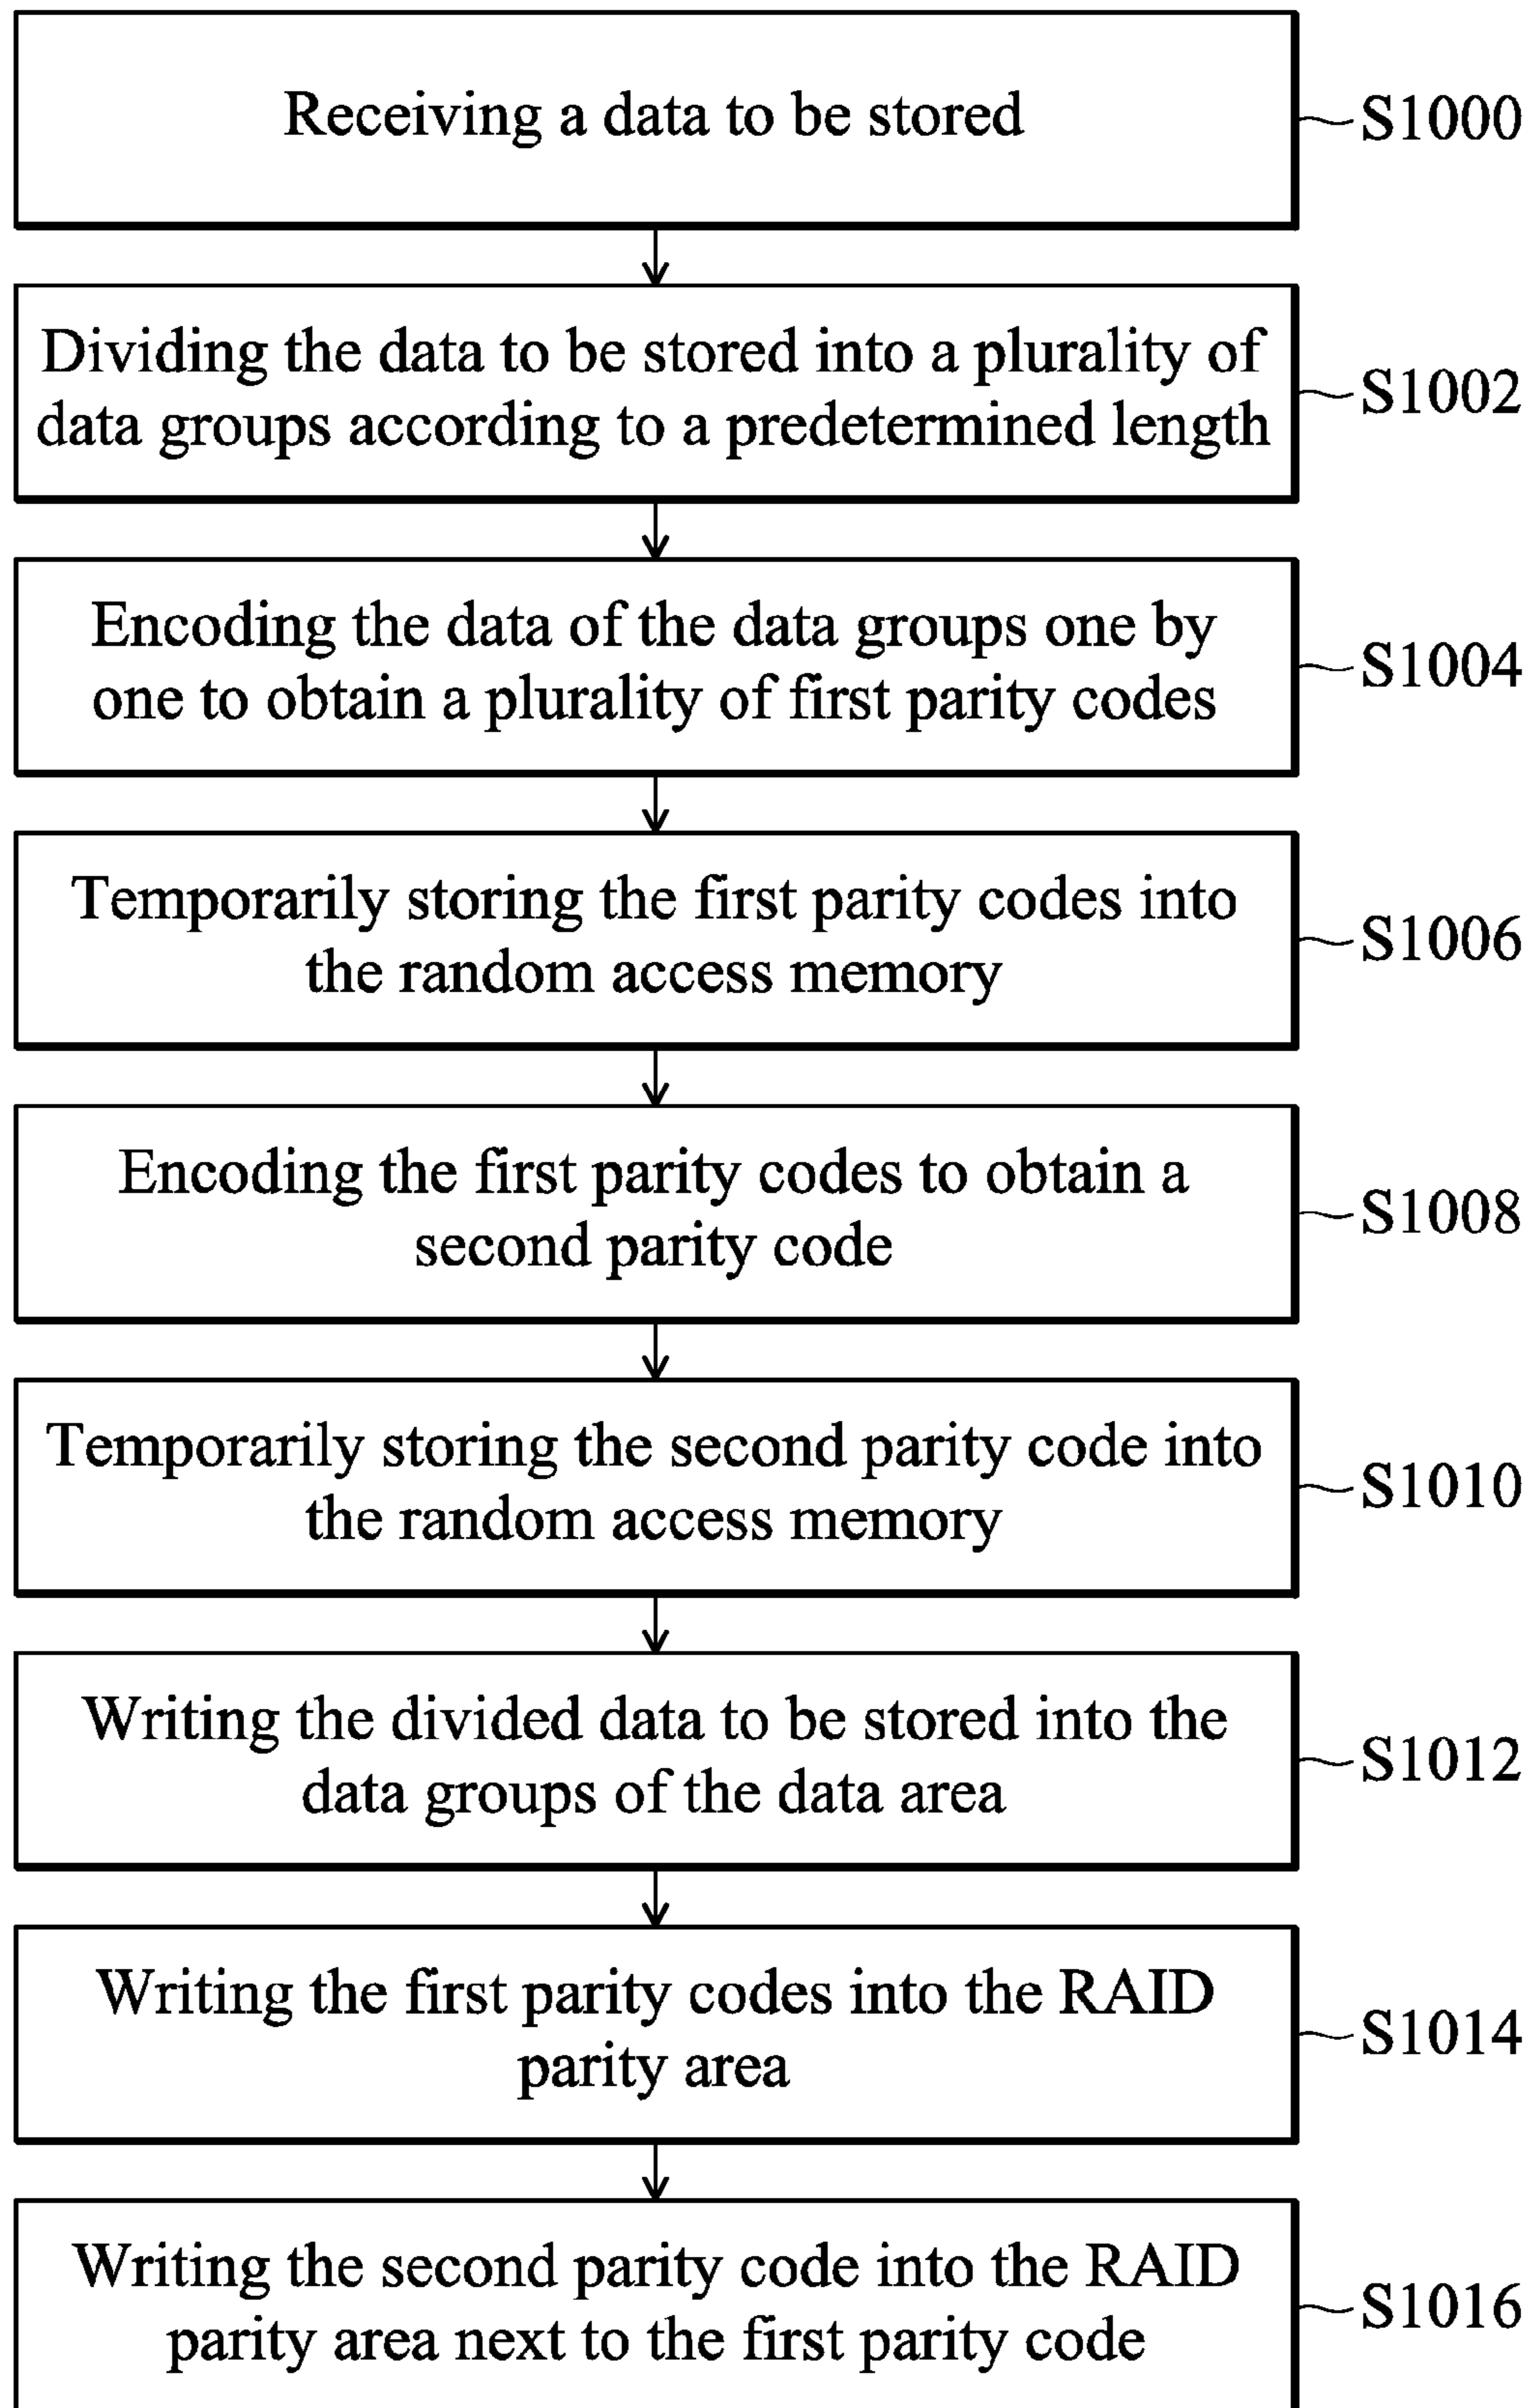 Receiving a data to be stored
S1000
Dividing the data to be stored into a plurality of
data groups according to a predetermined length
S1002
Encoding the data of the data groups one by
one to obtain a plurality of first parity codes
S1004
Temporarily storing the first parity codes into
the random access memory
S1006
Encoding the first parity codes to obtain a
second parity code
S1008
Temporarily storing the second parity code into
the random access memory
S1010
Writing the divided data to be stored into the
data groups of the data area
S1012
Writing the first parity codes into the RAID
parity area
S1014
Writing the second parity code into the RAID
parity area next to the first parity code
S1016